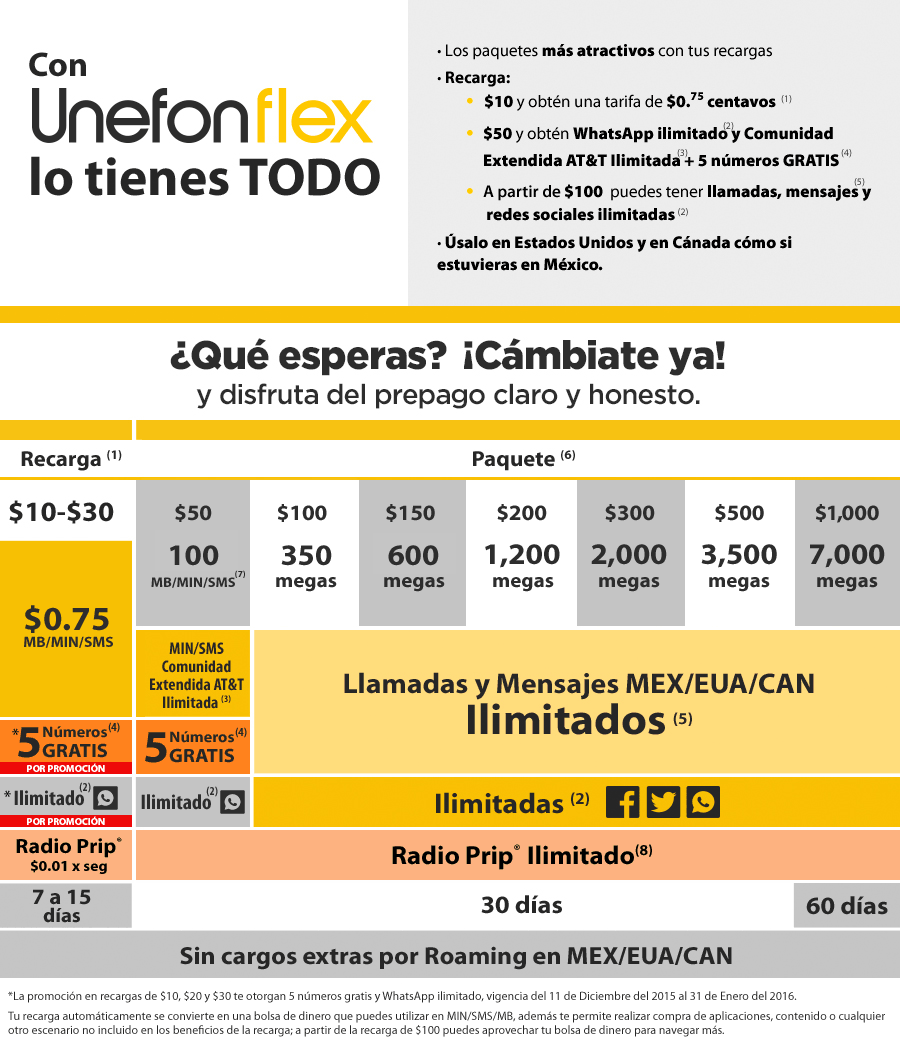 Con
Unefonflex
lo tienes TODO
• Los paquetes más atractivos con tus recargas
• Recarga:
• $10 y obtén una tarifa de $0.75 centavos (1)
• $50 y obtén WhatsApp ilimitado(2) y Comunidad
Extendida AT&T Ilimitada(3) + 5 números GRATIS(4)
• A partir de $100 puedes tener llamadas, mensajes(5) y
redes sociales ilimitadas (2)
• Úsalo en Estados Unidos y en Cánada cómo si
estuvieras en México.
¿Qué esperas? ¡Cámbiate ya!
y disfruta del prepago claro y honesto.
Recarga (1) Paquete (6)
$10-$30 $50 $100 $150 $200 $300 $500 $1,000
100 350 600 1,200 2,000 3,500 7,000
MB/MIN/SMS(7) megas megas megas megas megas megas
$0.75
MB/MIN/SMS
MIN/SMS
Comunidad
Extendida AT&T
Ilimitada (3)
Llamadas y Mensajes MEX/EUA/CAN
Ilimitados (5)
*5 Números(4)
GRATIS
POR PROMOCIÓN
5 Números(4)
GRATIS
* Ilimitado(2)
POR PROMOCIÓN
Ilimitado(2)
Ilimitadas (2)
Radio Prip®
$0.01 x seg
Radio Prip® Ilimitado(8)
7 a 15
días
30 días
60 días
Sin cargos extras por Roaming en MEX/EUA/CAN
*La promoción en recargas de $10, $20 y $30 te otorgan 5 números gratis y WhatsApp ilimitado, vigencia del 11 de Diciembre del 2015 al 31 de Enero del 2016.
Tu recarga automáticamente se convierte en una bolsa de dinero que puedes utilizar en MIN/SMS/MB, además te permite realizar compra de aplicaciones, contenido o cualquier
otro escenario no incluido en los beneficios de la recarga; a partir de la recarga de $100 puedes aprovechar tu bolsa de dinero para navegar más.